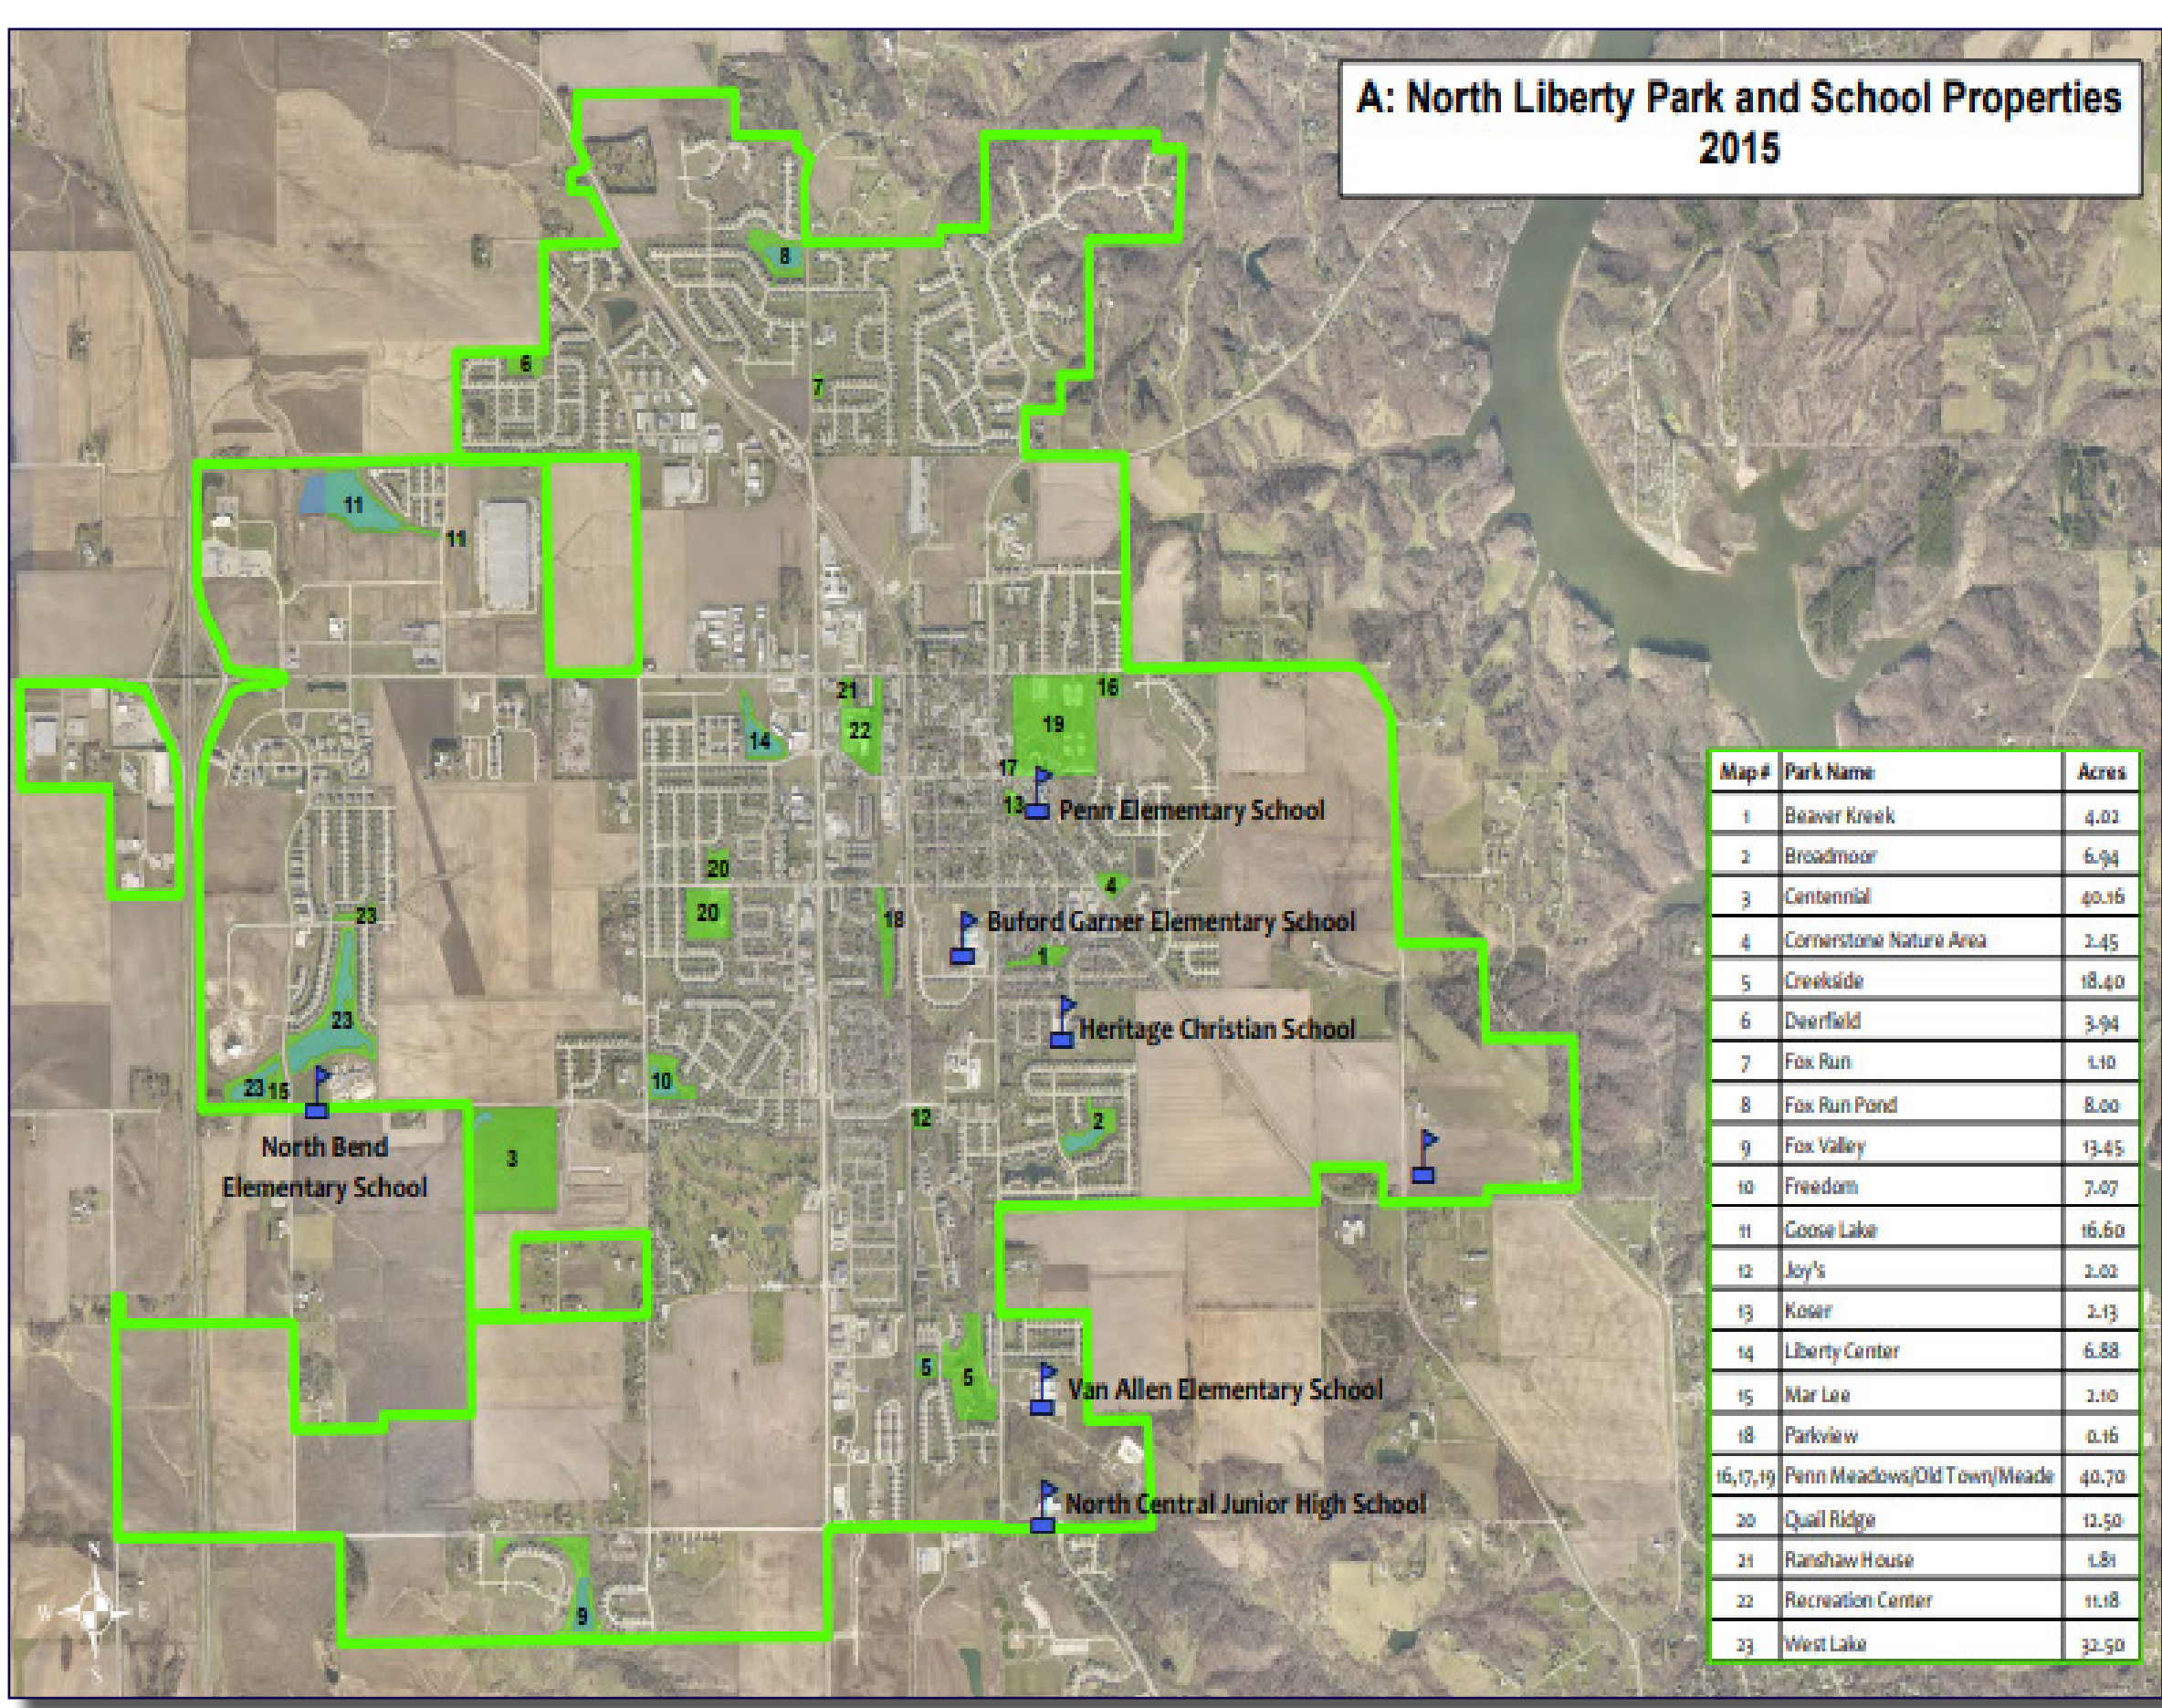 A: North Liberty Park and School Properties
2015
8
6
7
11
11
21
16
22
19
14
17
13
Penn Elementary School
20
4
20
23
18
Buford Garner Elementary School
1
23
Heritage Christian School
10
23
15
12
2
3
North Bend
Elementary School
5
5
Van Allen Elementary School
North Central Junior High School
9
N
W
E
S
Map # Park Name Acres
1 Beaver Kreek 4.02
2 Broadmoor 6.94
3 Centennial 40.16
4 Cornerstone Nature Area 2.45
5 Creekside 18.40
6 Deerfield 3.94
7 Fox Run 1.10
8 Fox Run Pond 8.00
9 Fox Valley 13.45
10 Freedom 7.07
11 Goose Lake 16.60
12 Joy's 2.02
13 Koser 2.13
14 Liberty Center 6.88
15 Mar Lee 2.10
18 Parkview 0.16
16,17,19 Penn Meadows/Old Town/Meade 40.70
20 Quail Ridge 12.50
21 Ranshaw House 1.81
22 Recreation Center 11.18
23 West Lake 32.50